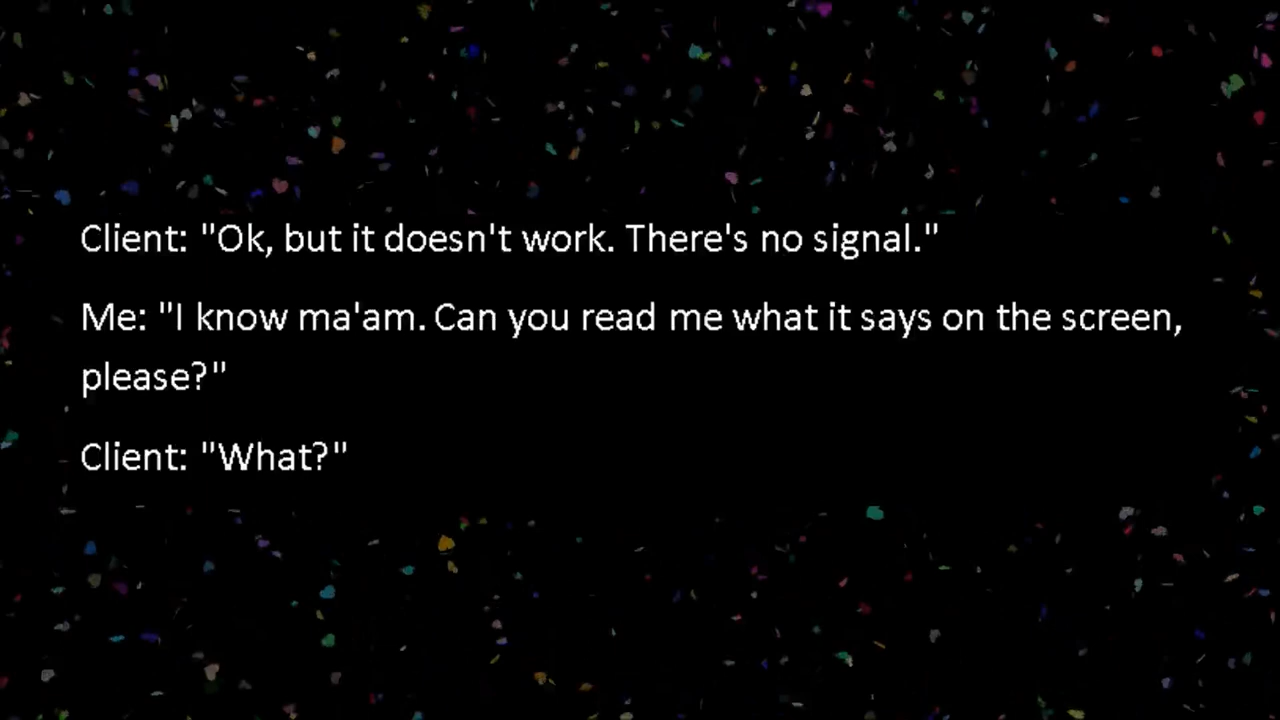 Client: "Ok, but it doesn't work. There's no signal."
Me: "I know ma'am. Can you read me what it says on the screen,
please?"
Client: "What?"